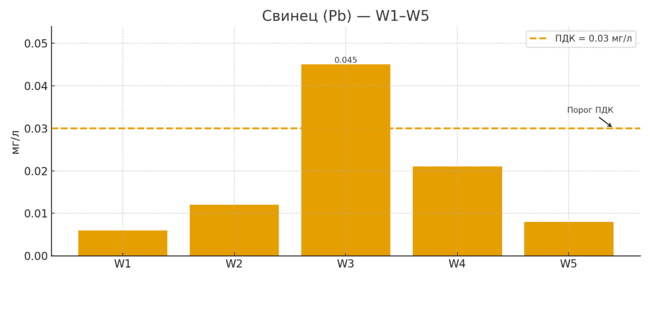 Свинец (Pb) — W1–W5
ПДК = 0.03 мг/л
0.05
0.04
0.03
0.02
0.01
0.00
мг/л
0.045
Порог ПДК
W1 W2 W3 W4 W5